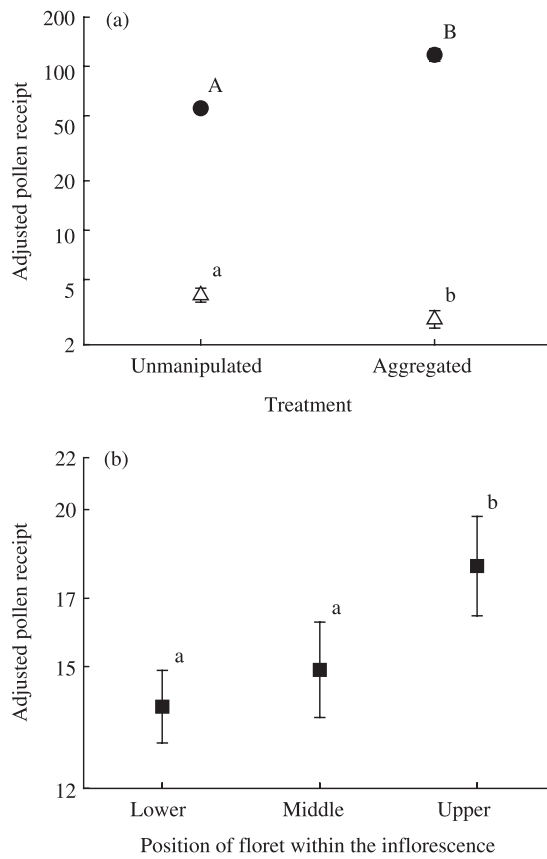 (a)
200
100
50
20
10
5
2
Adjusted pollen receipt
A
B
a
b
Unmanipulated Aggregated
Treatment
(b)
22
20
17
15
12
Adjusted pollen receipt
a
a
b
Lower Middle Upper
Position of floret within the inflorescence